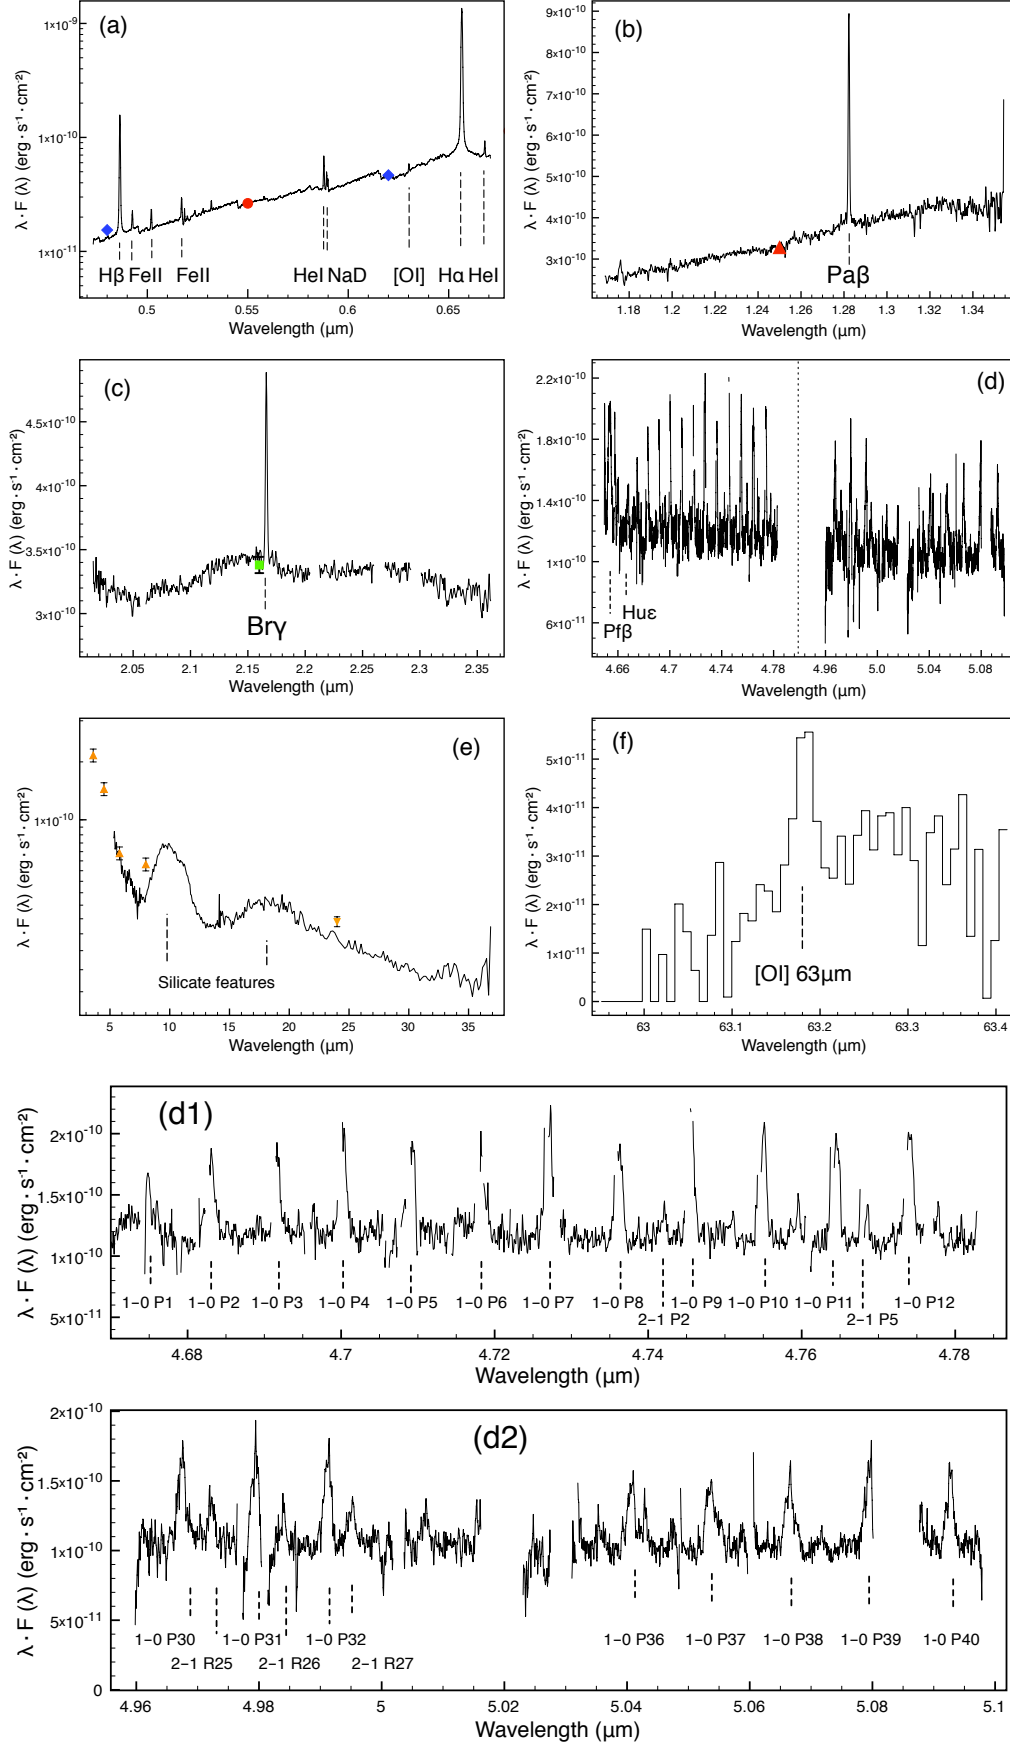 (a)
λ · F (λ) (erg · s⁻¹ · cm⁻²)
1×10⁻⁹
1×10⁻¹⁰
1×10⁻¹¹
Hβ FeII FeII HeI NaD [OI] Hα HeI
0.5 0.55 0.6 0.65
Wavelength (μm)
(b)
λ · F (λ) (erg · s⁻¹ · cm⁻²)
9×10⁻¹⁰
8×10⁻¹⁰
7×10⁻¹⁰
6×10⁻¹⁰
5×10⁻¹⁰
4×10⁻¹⁰
3×10⁻¹⁰
Paβ
1.18 1.2 1.22 1.24 1.26 1.28 1.3 1.32 1.34
Wavelength (μm)
(c)
λ · F (λ) (erg · s⁻¹ · cm⁻²)
4.5×10⁻¹⁰
4×10⁻¹⁰
3.5×10⁻¹⁰
3×10⁻¹⁰
Brγ
2.05 2.1 2.15 2.2 2.25 2.3 2.35
Wavelength (μm)
(d)
λ · F (λ) (erg · s⁻¹ · cm⁻²)
2.2×10⁻¹⁰
1.8×10⁻¹⁰
1.4×10⁻¹⁰
1×10⁻¹⁰
6×10⁻¹¹
Huε
Pfβ
4.66 4.7 4.74 4.78 4.96 5.0 5.04 5.08
Wavelength (μm)
(e)
λ · F (λ) (erg · s⁻¹ · cm⁻²)
1×10⁻¹⁰
Silicate features
5 10 15 20 25 30 35
Wavelength (μm)
(f)
λ · F (λ) (erg · s⁻¹ · cm⁻²)
5×10⁻¹¹
4×10⁻¹¹
3×10⁻¹¹
2×10⁻¹¹
1×10⁻¹¹
0
[OI] 63μm
63 63.1 63.2 63.3 63.4
Wavelength (μm)
(d1)
λ · F (λ) (erg · s⁻¹ · cm⁻²)
2×10⁻¹⁰
1.5×10⁻¹⁰
1×10⁻¹⁰
5×10⁻¹¹
1−0 P1 1−0 P2 1−0 P3 1−0 P4 1−0 P5 1−0 P6 1−0 P7 1−0 P8 1−0 P9 1−0 P10 1−0 P11 1−0 P12
2−1 P2 2−1 P5
4.68 4.7 4.72 4.74 4.76 4.78
Wavelength (μm)
(d2)
λ · F (λ) (erg · s⁻¹ · cm⁻²)
2×10⁻¹⁰
1.5×10⁻¹⁰
1×10⁻¹⁰
5×10⁻¹¹
0
1−0 P30 1−0 P31 1−0 P32 1−0 P36 1−0 P37 1−0 P38 1−0 P39 1−0 P40
2−1 R25 2−1 R26 2−1 R27
4.96 4.98 5 5.02 5.04 5.06 5.08 5.1
Wavelength (μm)